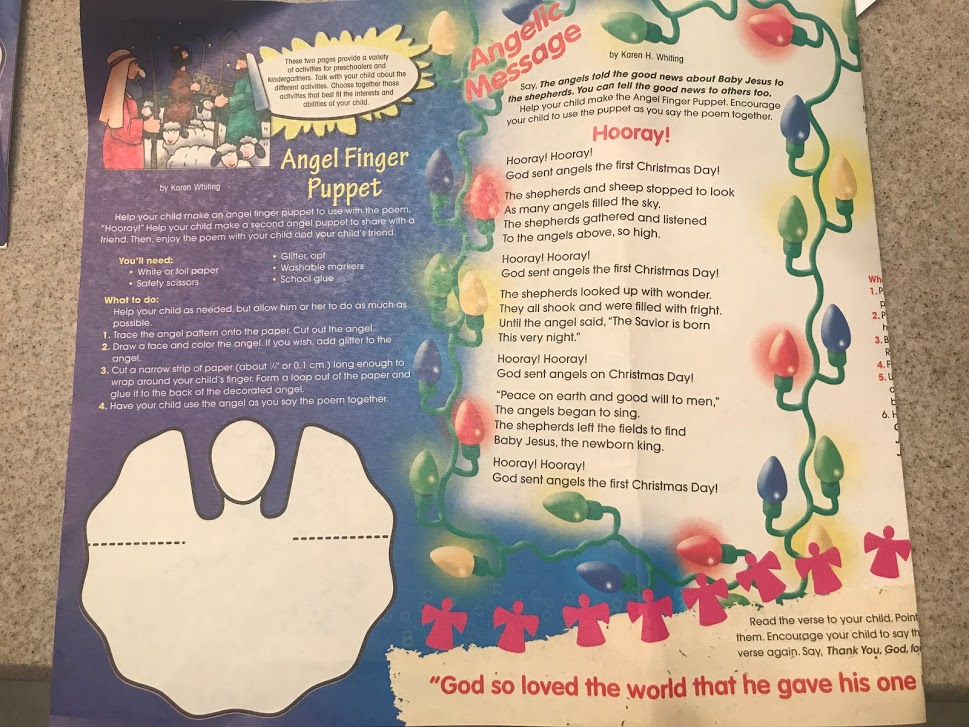 These two pages provide a variety
of activities for preschoolers and
kindergartners. Talk with your child about the
different activities. Choose together those
activities that best fit the interests and
abilities of your child.
Angel Finger
Puppet
by Karen Whiting
Help your child make an angel finger puppet to use with the poem,
"Hooray!" Help your child make a second angel puppet to share with a
friend. Then, enjoy the poem with your child and your child's friend.
You'll need:
• White or foil paper
• Safety scissors
• Glitter, opt.
• Washable markers
• School glue
What to do:
Help your child as needed, but allow him or her to do as much as
possible.
1. Trace the angel pattern onto the paper. Cut out the angel.
2. Draw a face and color the angel. If you wish, add glitter to the
angel.
3. Cut a narrow strip of paper (about ¼" or 0.1 cm.) long enough to
wrap around your child's finger. Form a loop out of the paper and
glue it to the back of the decorated angel.
4. Have your child use the angel as you say the poem together.
Angelic
Message
by Karen H. Whiting
Say, The angels told the good news about Baby Jesus to
the shepherds. You can tell the good news to others too.
Help your child make the Angel Finger Puppet. Encourage
your child to use the puppet as you say the poem together.
Hooray!
Hooray! Hooray!
God sent angels the first Christmas Day!
The shepherds and sheep stopped to look
As many angels filled the sky.
The shepherds gathered and listened
To the angels above, so high.
Hooray! Hooray!
God sent angels the first Christmas Day!
The shepherds looked up with wonder.
They all shook and were filled with fright.
Until the angel said, "The Savior is born
This very night."
Hooray! Hooray!
God sent angels on Christmas Day!
"Peace on earth and good will to men,"
The angels began to sing.
The shepherds left the fields to find
Baby Jesus, the newborn king.
Hooray! Hooray!
God sent angels the first Christmas Day!
Wh
1. P
2. P
3. B
4. F
5. U
6. H
Read the verse to your child. Point
them. Encourage your child to say th
verse again. Say, Thank You, God, fo
"God so loved the world that he gave his one